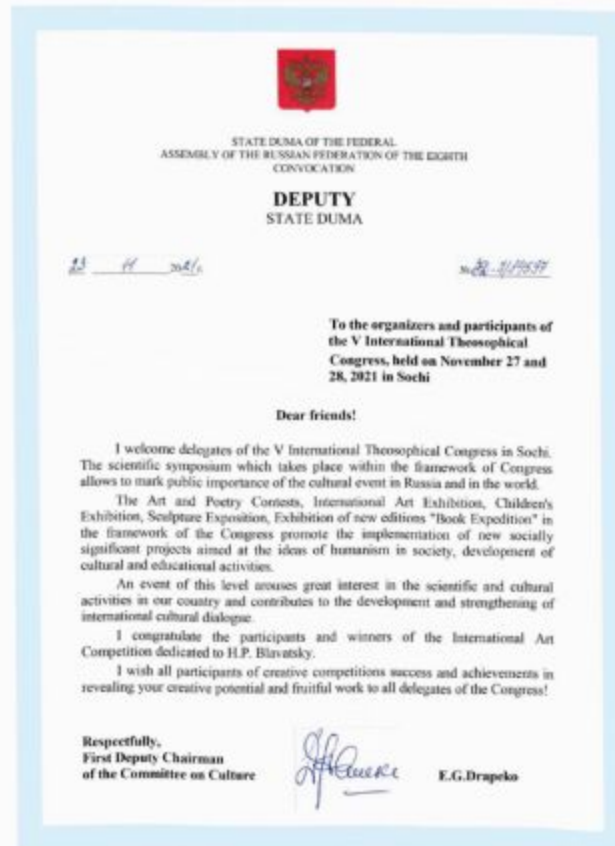 STATE DUMA OF THE FEDERAL
ASSEMBLY OF THE RUSSIAN FEDERATION OF THE EIGHTH
CONVOCATION
DEPUTY
STATE DUMA
23 11 2021г.
№
To the organizers and participants of
the V International Theosophical
Congress, held on November 27 and
28, 2021 in Sochi
Dear friends!
I welcome delegates of the V International Theosophical Congress in Sochi.
The scientific symposium which takes place within the framework of Congress
allows to mark public importance of the cultural event in Russia and in the world.
The Art and Poetry Contests, International Art Exhibition, Children's
Exhibition, Sculpture Exposition, Exhibition of new editions "Book Expedition" in
the framework of the Congress promote the implementation of new socially
significant projects aimed at the ideas of humanism in society, development of
cultural and educational activities.
An event of this level arouses great interest in the scientific and cultural
activities in our country and contributes to the development and strengthening of
international cultural dialogue.
I congratulate the participants and winners of the International Art
Competition dedicated to H.P. Blavatsky.
I wish all participants of creative competitions success and achievements in
revealing your creative potential and fruitful work to all delegates of the Congress!
Respectfully,
First Deputy Chairman
of the Committee on Culture
E.G.Drapeko